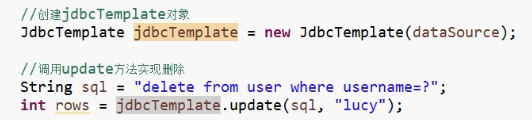 //创建jdbcTemplate对象
JdbcTemplate jdbcTemplate = new JdbcTemplate(dataSource);
//调用update方法实现删除
String sql = "delete from user where username=?";
int rows = jdbcTemplate.update(sql, "lucy");